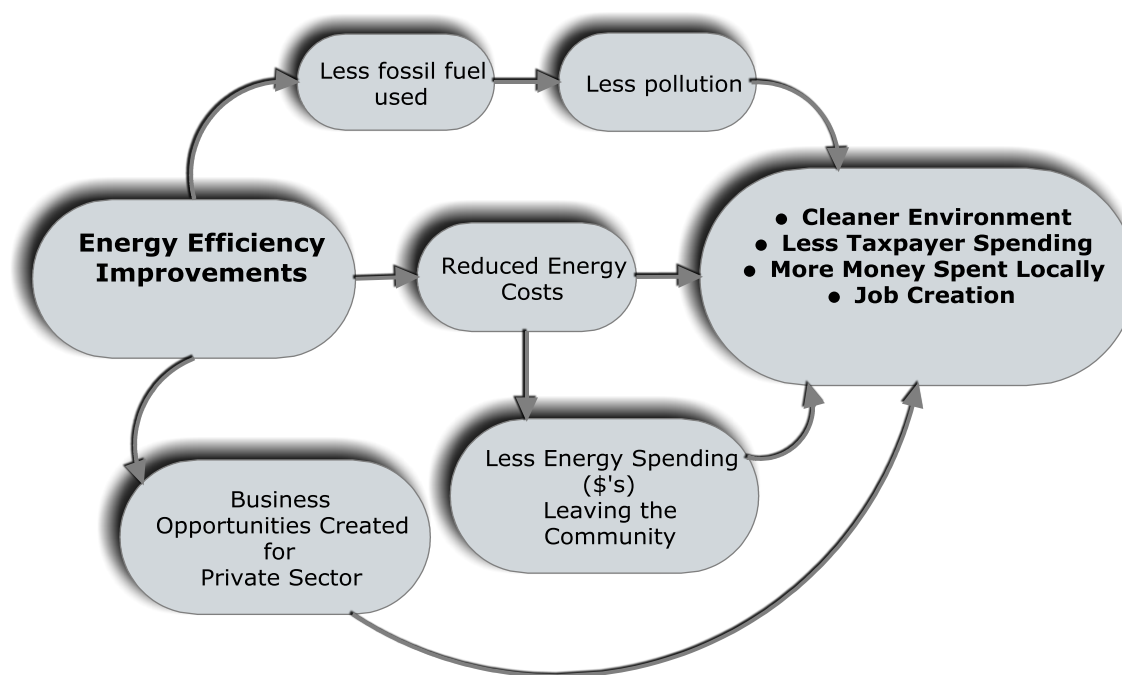 Less fossil fuel
used
Less pollution
Energy Efficiency
Improvements
Reduced Energy
Costs
● Cleaner Environment
● Less Taxpayer Spending
● More Money Spent Locally
● Job Creation
Less Energy Spending
($'s)
Leaving the
Community
Business
Opportunities Created
for
Private Sector